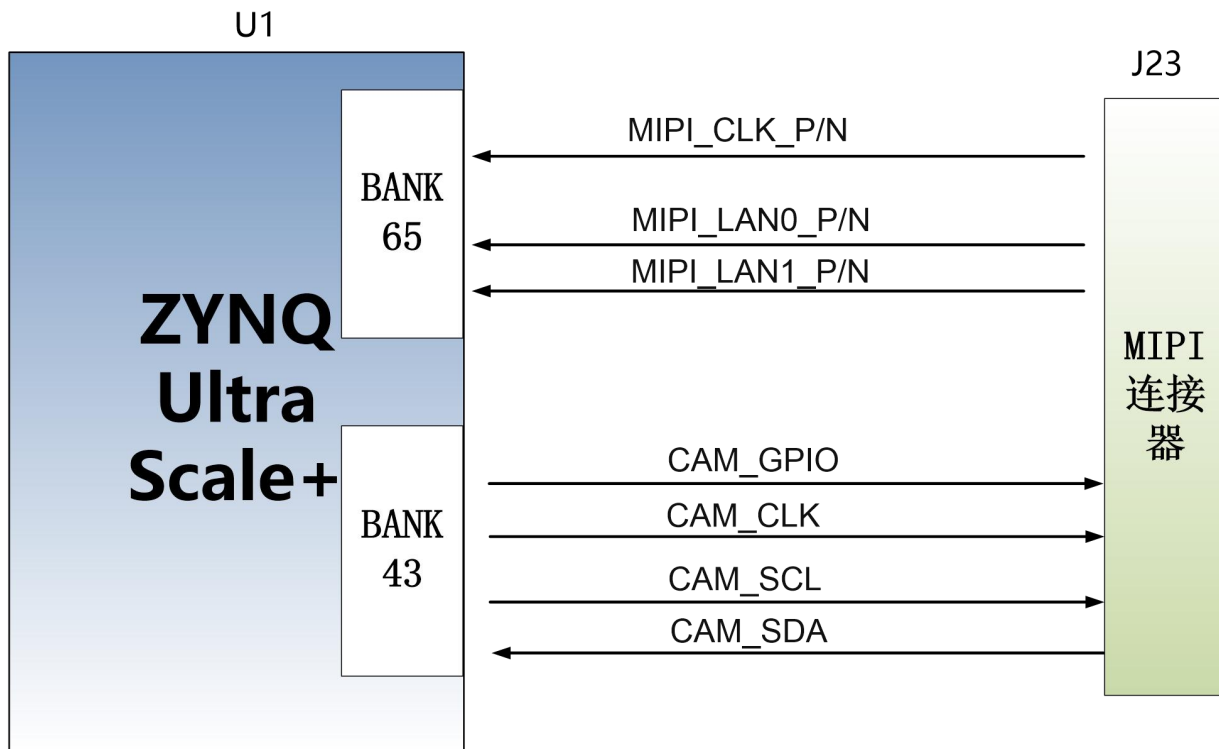 U1
J23
MIPI_CLK_P/N
BANK
65
MIPI_LAN0_P/N
MIPI_LAN1_P/N
ZYNQ
Ultra
Scale+
MIPI
连接
器
BANK
43
CAM_GPIO
CAM_CLK
CAM_SCL
CAM_SDA